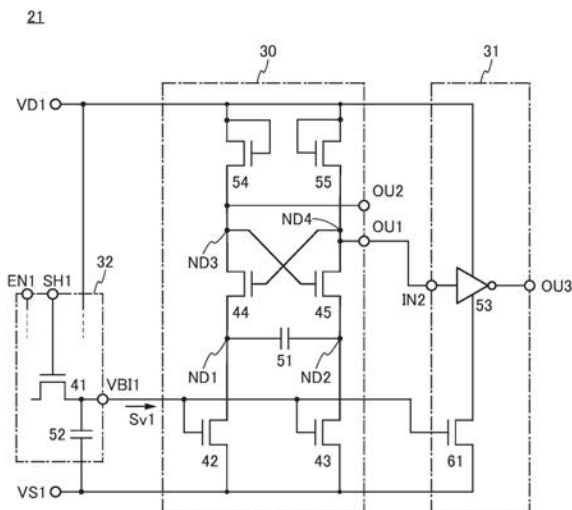 21
30
31
VD1
54
55
OU2
ND4
OU1
ND3
EN1
SH1
32
IN2
53
OU3
44
45
51
ND1
ND2
41
VBI1
Sv1
52
42
43
61
VS1